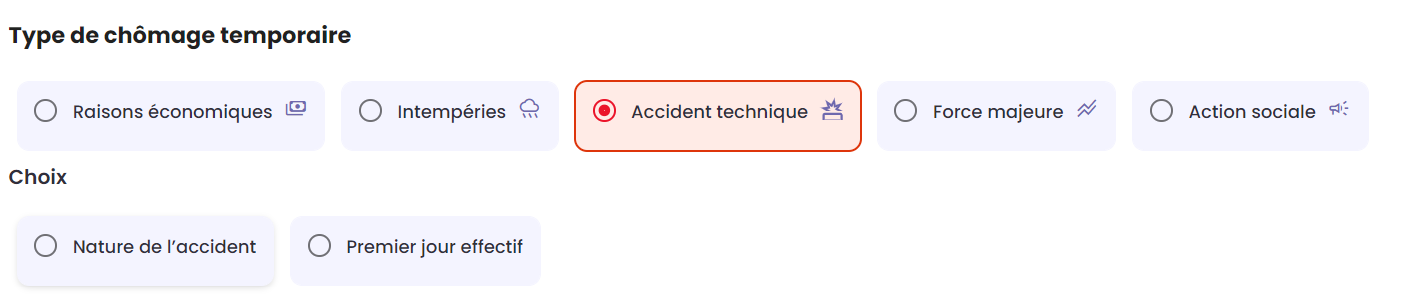 Type de chômage temporaire
Raisons économiques Intempéries Accident technique Force majeure Action sociale
Choix
Nature de l’accident Premier jour effectif